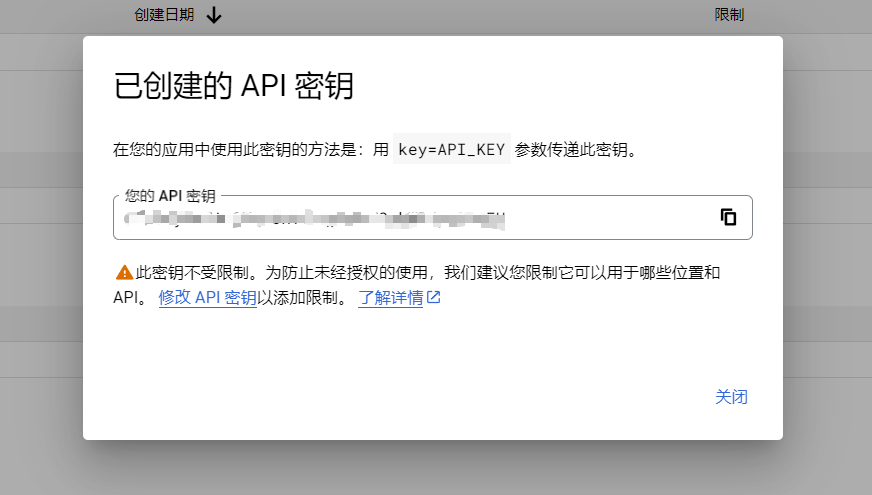 创建日期 限制
已创建的 API 密钥
在您的应用中使用此密钥的方法是：用 key=API_KEY 参数传递此密钥。
您的 API 密钥
此密钥不受限制。为防止未经授权的使用，我们建议您限制它可以用于哪些位置和
API。 修改 API 密钥以添加限制。 了解详情
关闭